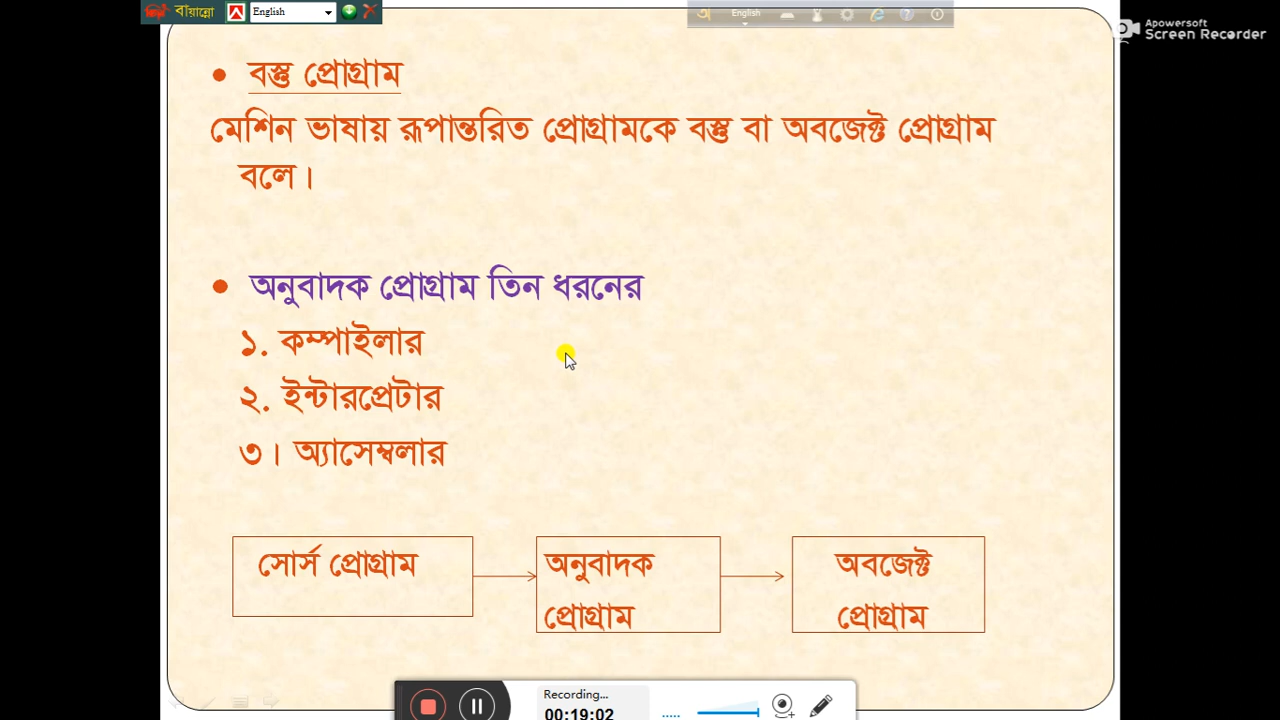 বায়ান্নো English
English
Apowersoft
Screen Recorder
বস্তু প্রোগ্রাম
মেশিন ভাষায় রূপান্তরিত প্রোগ্রামকে বস্তু বা অবজেক্ট প্রোগ্রাম
বলে।
অনুবাদক প্রোগ্রাম তিন ধরনের
১. কম্পাইলার
২. ইন্টারপ্রেটার
৩। অ্যাসেম্বলার
সোর্স প্রোগ্রাম
অনুবাদক
প্রোগ্রাম
অবজেক্ট
প্রোগ্রাম
Recording...
00:19:02